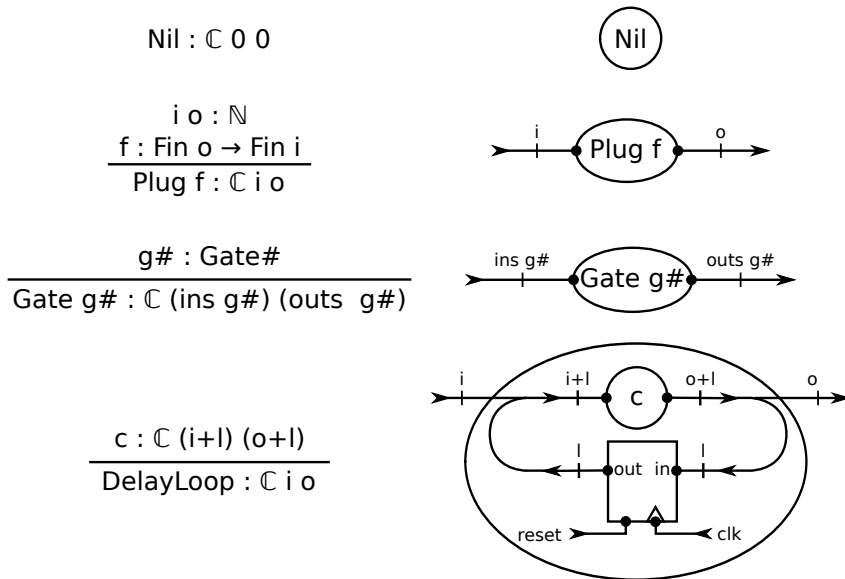 Nil : ℂ 0 0
Nil
i o : ℕ
f : Fin o → Fin i
Plug f : ℂ i o
i
Plug f
o
g# : Gate#
Gate g# : ℂ (ins g#) (outs g#)
ins g#
Gate g#
outs g#
c : ℂ (i+l) (o+l)
DelayLoop : ℂ i o
i
i+l
c
o+l
o
l
out
in
l
reset
clk